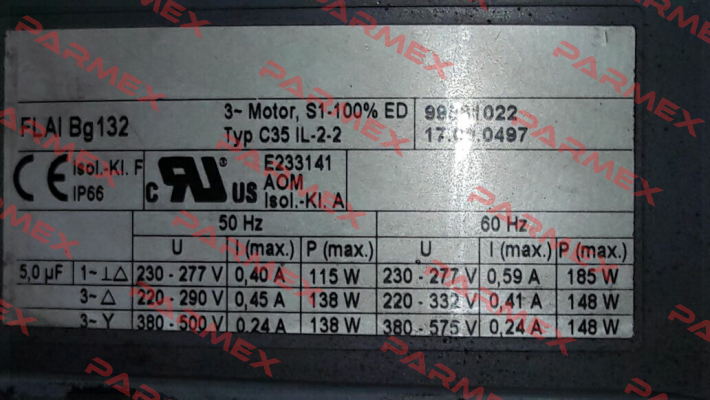 FLAI Bg132
3~ Motor, S1-100% ED
Typ C35 IL-2-2
CE
Isol.-Kl. F
IP66
c RU ® US
E233141
AOM
Isol.-Kl. A
50 Hz 60 Hz
U I (max.) P (max.) U I (max.) P (max.)
5,0 µF 1~ ⊥△ 230 - 277 V 0,40 A 115 W 230 - 277 V 0,59 A 185 W
3~ △ 220 - 290 V 0,45 A 138 W 220 - 332 V 0,41 A 148 W
3~ Y 380 - 500 V 0,24 A 138 W 380 - 575 V 0,24 A 148 W
PARMEX